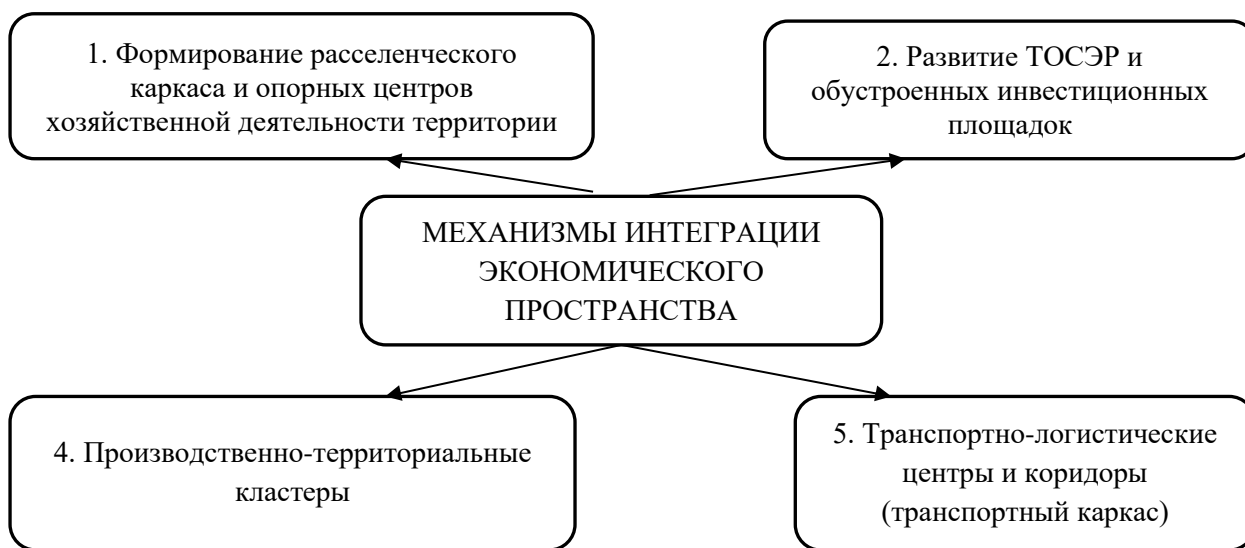 1. Формирование расселенческого
каркаса и опорных центров
хозяйственной деятельности территории
2. Развитие ТОСЭР и
обустроенных инвестиционных
площадок
МЕХАНИЗМЫ ИНТЕГРАЦИИ
ЭКОНОМИЧЕСКОГО
ПРОСТРАНСТВА
4. Производственно-территориальные
кластеры
5. Транспортно-логистические
центры и коридоры
(транспортный каркас)